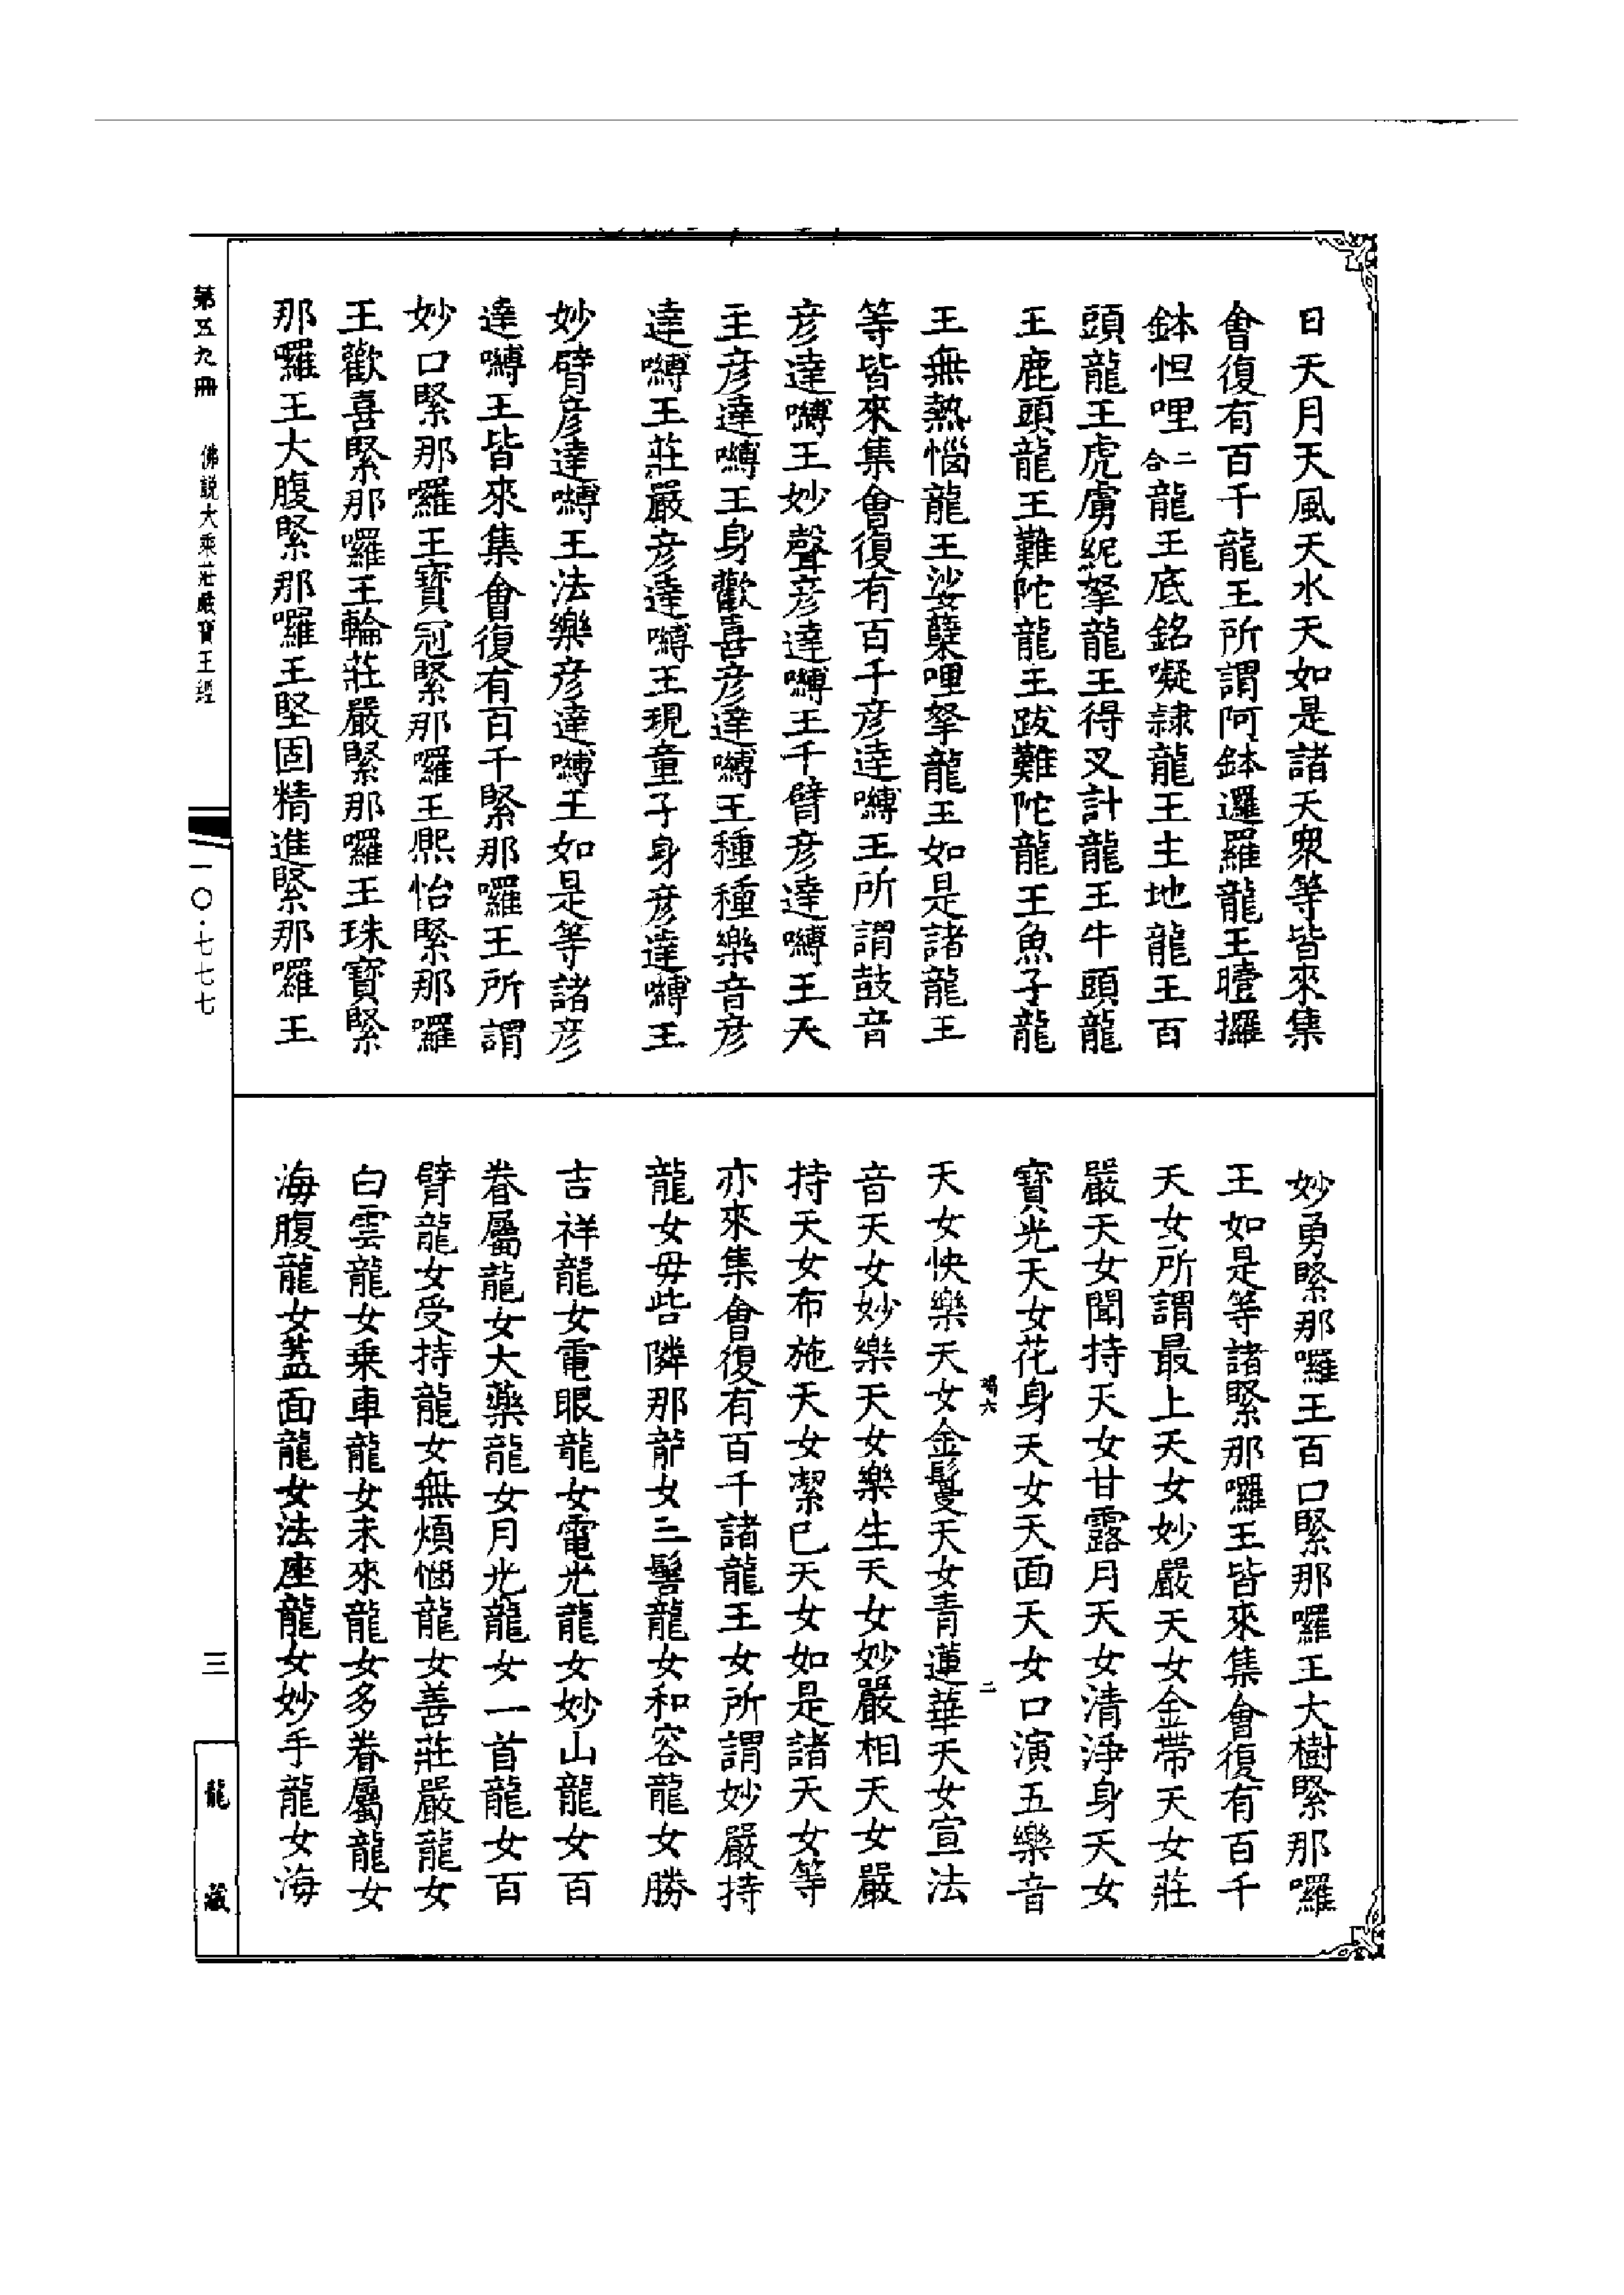 日天月天風天水天如是諸天衆等皆來集
會復有百千龍王所謂阿鉢邏羅龍王曀攞
鉢怛哩二合龍王底銘㘈隷龍王主地龍王百
頭龍王虎虜紇拏龍王得叉計龍王牛頭龍
王鹿頭龍王難陀龍王跋難陀龍王魚子龍
王無熱惱龍王娑蘖哩拏龍王如是諸龍王
等皆來集會復有百千彦達嚩王所謂鼓音
彦達嚩王妙聲彦達嚩王千臂彦達嚩王天
主彦達嚩王身歡喜彦達嚩王種種樂音彦
達嚩王莊嚴彦達嚩王現童子身彦達嚩王
妙臂彦達嚩王法樂彦達嚩王如是等諸彦
達嚩王皆來集會復有百千緊那囉王所謂
妙口緊那囉王寶冠緊那囉王熙怡緊那囉
王歡喜緊那囉王輪莊嚴緊那囉王珠寶緊
那囉王大腹緊那囉王堅固精進緊那囉王
妙勇緊那囉王百口緊那囉王大樹緊那囉
王如是等諸緊那囉王皆來集會復有百千
天女所謂最上天女妙嚴天女金帶天女莊
嚴天女聞持天女甘露月天女清淨身天女
寶光天女花身天女天面天女口演五樂音
天女快樂天女金鬘天女青蓮華天女宣法
音天女妙樂天女樂生天女妙嚴相天女嚴
持天女布施天女潔已天女如是諸天女等
亦來集會復有百千諸龍王女所謂妙嚴持
龍女毋呰隣那龍女三髻龍女和容龍女勝
吉祥龍女電眼龍女電光龍女妙山龍女百
眷屬龍女大藥龍女月光龍女一首龍女百
臂龍女受持龍女無煩惱龍女善莊嚴龍女
白雲龍女乘車龍女未來龍女多眷屬龍女
海腹龍女蓋面龍女法座龍女妙手龍女海
六
二
第五九冊
佛説大乘莊嚴寶王經
一〇·七七七
三
龍藏